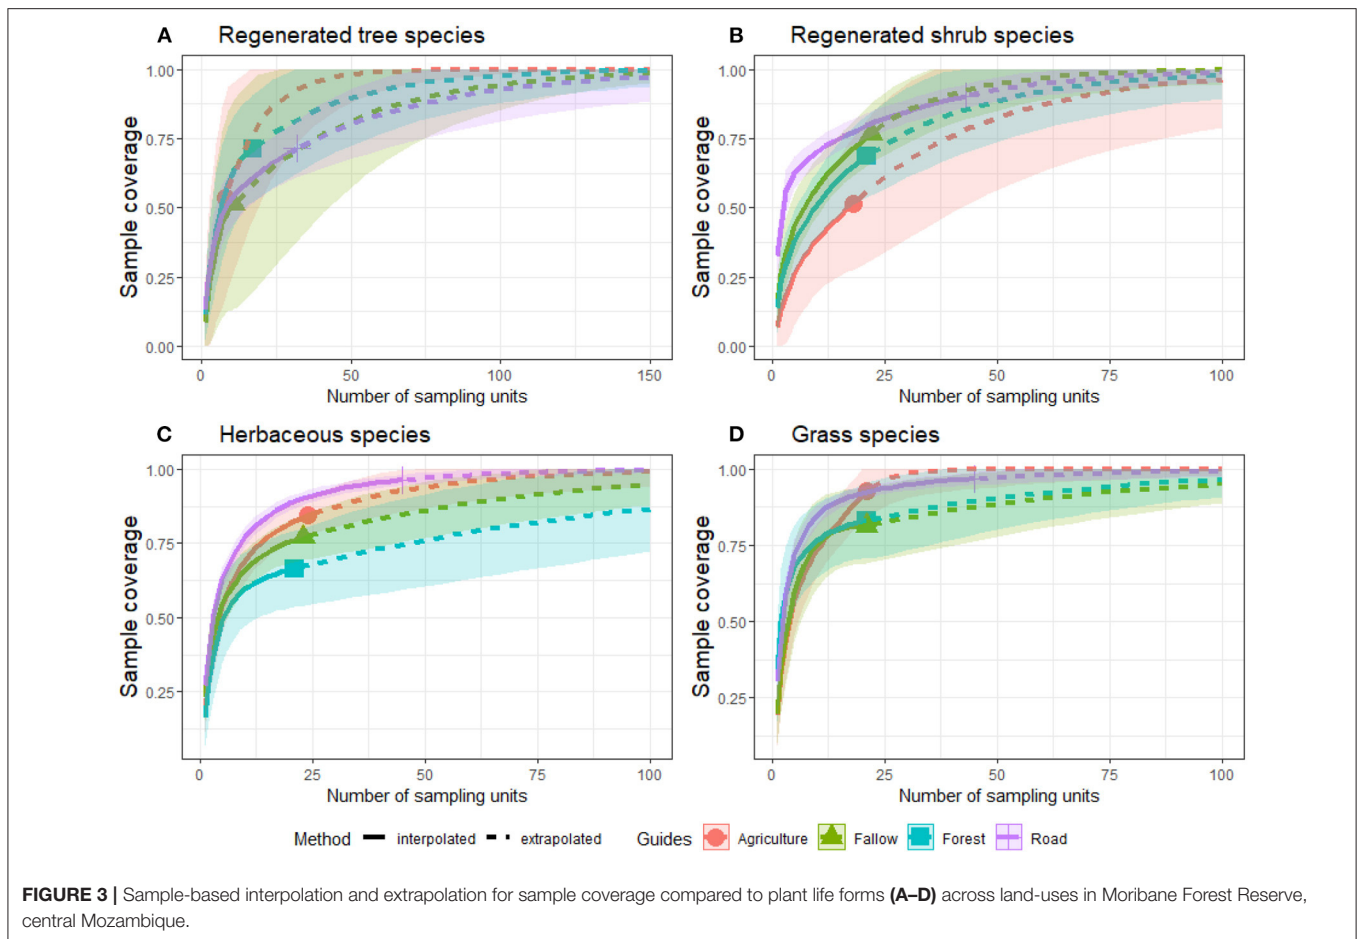 A Regenerated tree species
Sample coverage
1.00
0.75
0.50
0.25
0.00
0 50 100 150
Number of sampling units
B Regenerated shrub species
Sample coverage
1.00
0.75
0.50
0.25
0.00
0 25 50 75 100
Number of sampling units
C Herbaceous species
Sample coverage
1.00
0.75
0.50
0.25
0 25 50 75 100
Number of sampling units
D Grass species
Sample coverage
1.00
0.75
0.50
0.25
0 25 50 75 100
Number of sampling units
Method interpolated extrapolated Guides Agriculture Fallow Forest Road
FIGURE 3 | Sample-based interpolation and extrapolation for sample coverage compared to plant life forms (A–D) across land-uses in Moribane Forest Reserve,
central Mozambique.